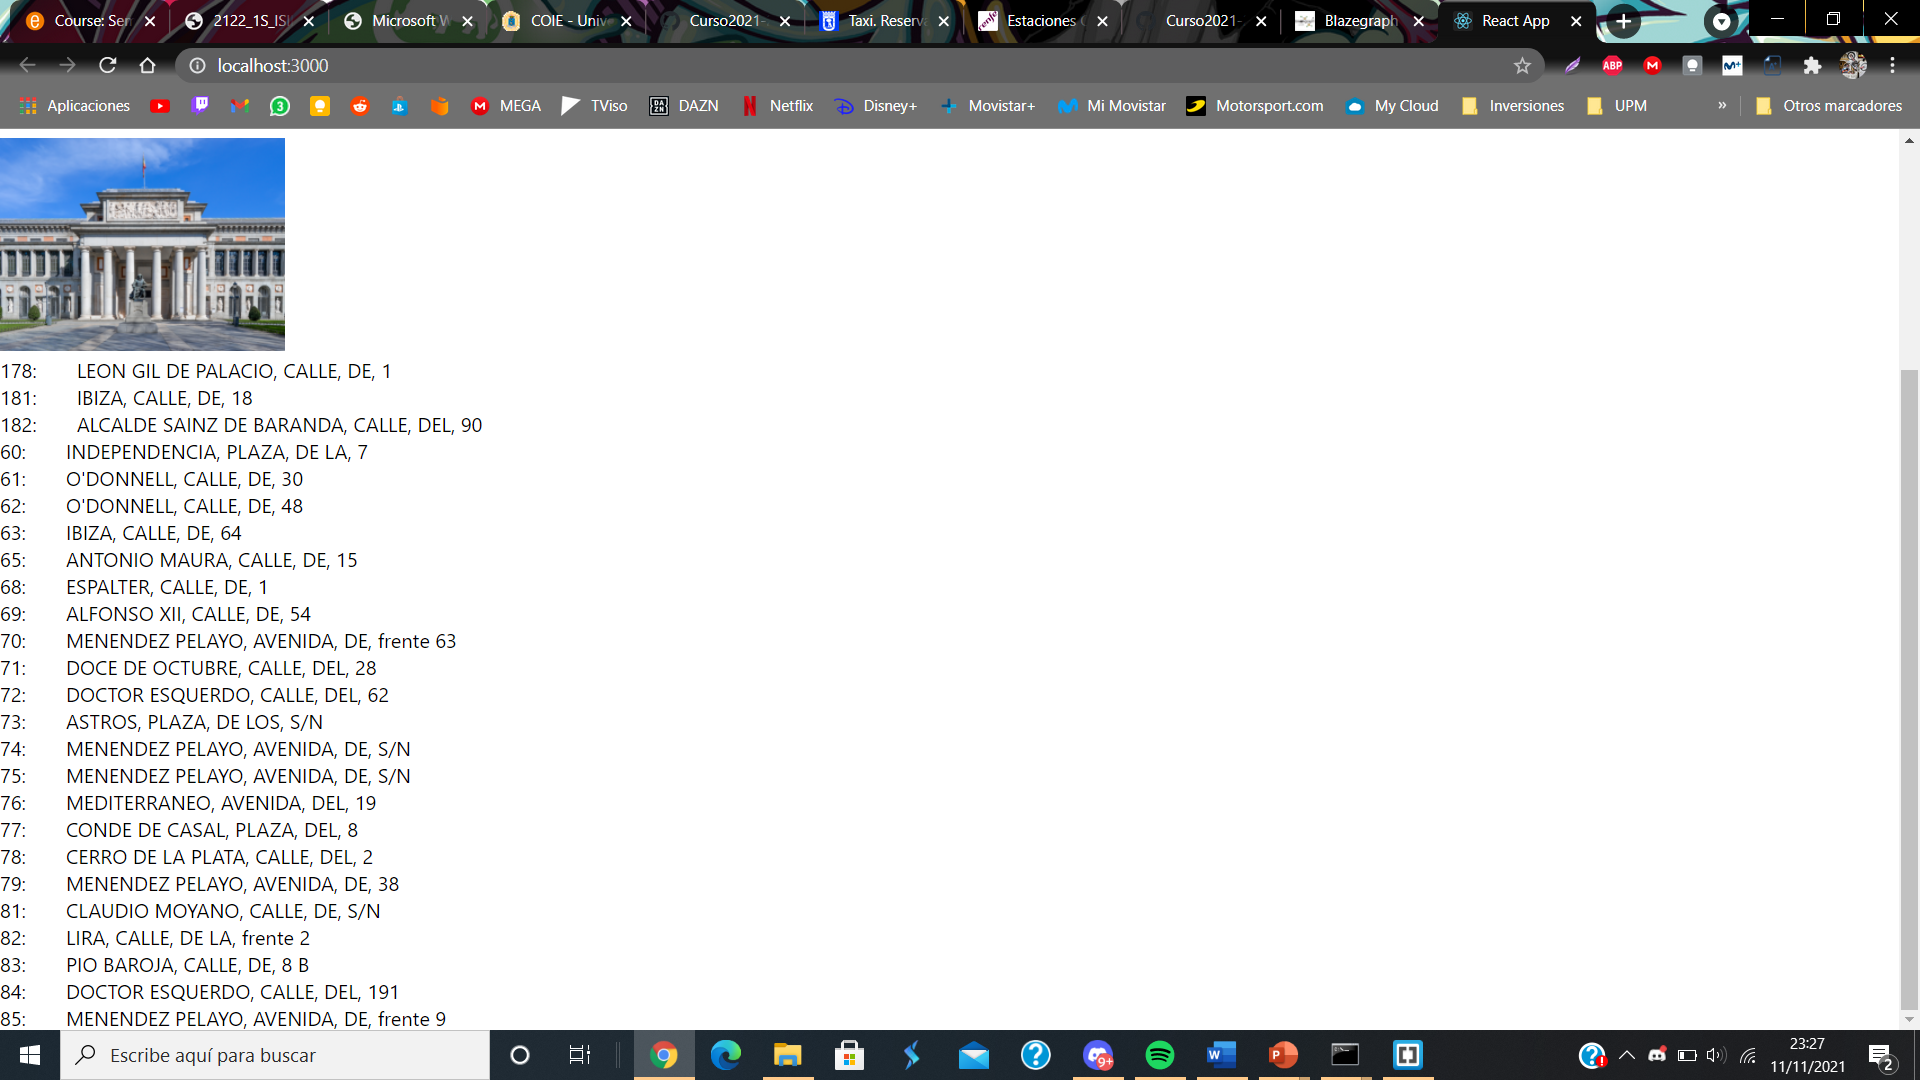 Course: Ser
2122_1S_ISI
Microsoft W
COIE - Univ
Curso2021-
Taxi. Reserv
Estaciones
Curso2021-
Blazegraph
React App
localhost:3000
ABP
Aplicaciones
MEGA
TViso
DAZN
Netflix
Disney+
Movistar+
Mi Movistar
Motorsport.com
My Cloud
Inversiones
UPM
»
Otros marcadores
178: LEON GIL DE PALACIO, CALLE, DE, 1
181: IBIZA, CALLE, DE, 18
182: ALCALDE SAINZ DE BARANDA, CALLE, DEL, 90
60: INDEPENDENCIA, PLAZA, DE LA, 7
61: O'DONNELL, CALLE, DE, 30
62: O'DONNELL, CALLE, DE, 48
63: IBIZA, CALLE, DE, 64
65: ANTONIO MAURA, CALLE, DE, 15
68: ESPALTER, CALLE, DE, 1
69: ALFONSO XII, CALLE, DE, 54
70: MENENDEZ PELAYO, AVENIDA, DE, frente 63
71: DOCE DE OCTUBRE, CALLE, DEL, 28
72: DOCTOR ESQUERDO, CALLE, DEL, 62
73: ASTROS, PLAZA, DE LOS, S/N
74: MENENDEZ PELAYO, AVENIDA, DE, S/N
75: MENENDEZ PELAYO, AVENIDA, DE, S/N
76: MEDITERRANEO, AVENIDA, DEL, 19
77: CONDE DE CASAL, PLAZA, DEL, 8
78: CERRO DE LA PLATA, CALLE, DEL, 2
79: MENENDEZ PELAYO, AVENIDA, DE, 38
81: CLAUDIO MOYANO, CALLE, DE, S/N
82: LIRA, CALLE, DE LA, frente 2
83: PIO BAROJA, CALLE, DE, 8 B
84: DOCTOR ESQUERDO, CALLE, DEL, 191
85: MENENDEZ PELAYO, AVENIDA, DE, frente 9
Escribe aquí para buscar
9+
23:27
11/11/2021
2